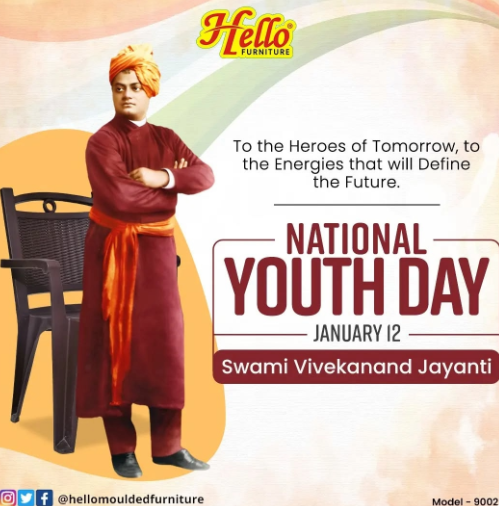 Hello
FURNITURE
To the Heroes of Tomorrow, to
the Energies that will Define
the Future.
NATIONAL
YOUTH DAY
JANUARY 12
Swami Vivekanand Jayanti
@hellomouldedfurniture
Model - 9002